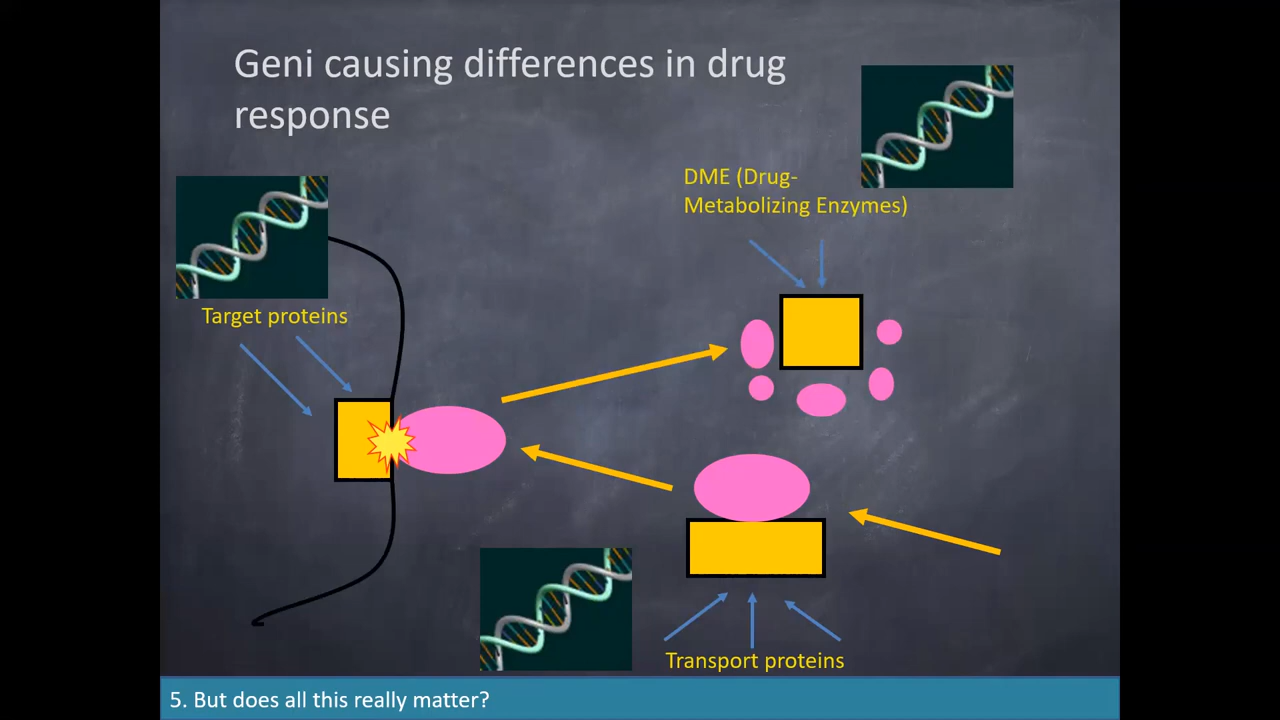 Geni causing differences in drug
response
DME (Drug-
Metabolizing Enzymes)
Target proteins
Transport proteins
5. But does all this really matter?